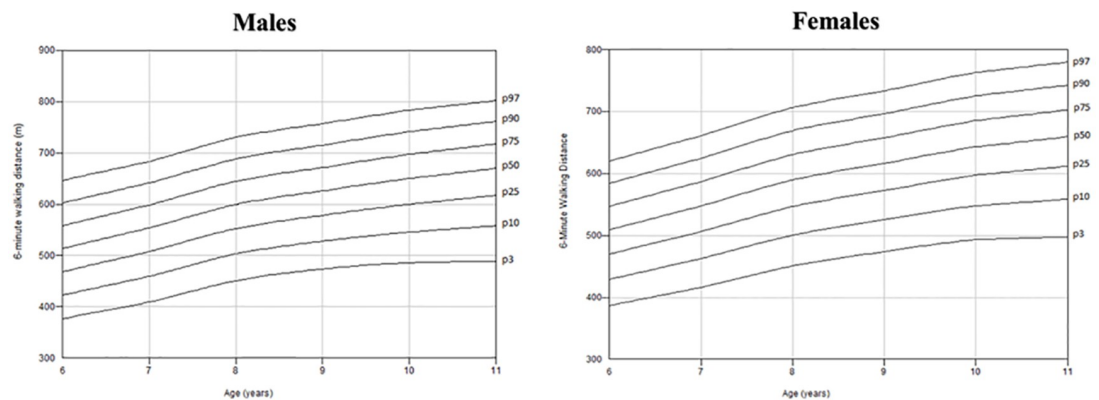 Males
900
800
700
600
500
400
300
6-minute walking distance (m)
6
7
8
9
10
11
Age (years)
p97
p90
p75
p50
p25
p10
p3
Females
800
700
600
500
400
300
6-Minute Walking Distance
6
7
8
9
10
11
Age (years)
p97
p90
p75
p50
p25
p10
p3